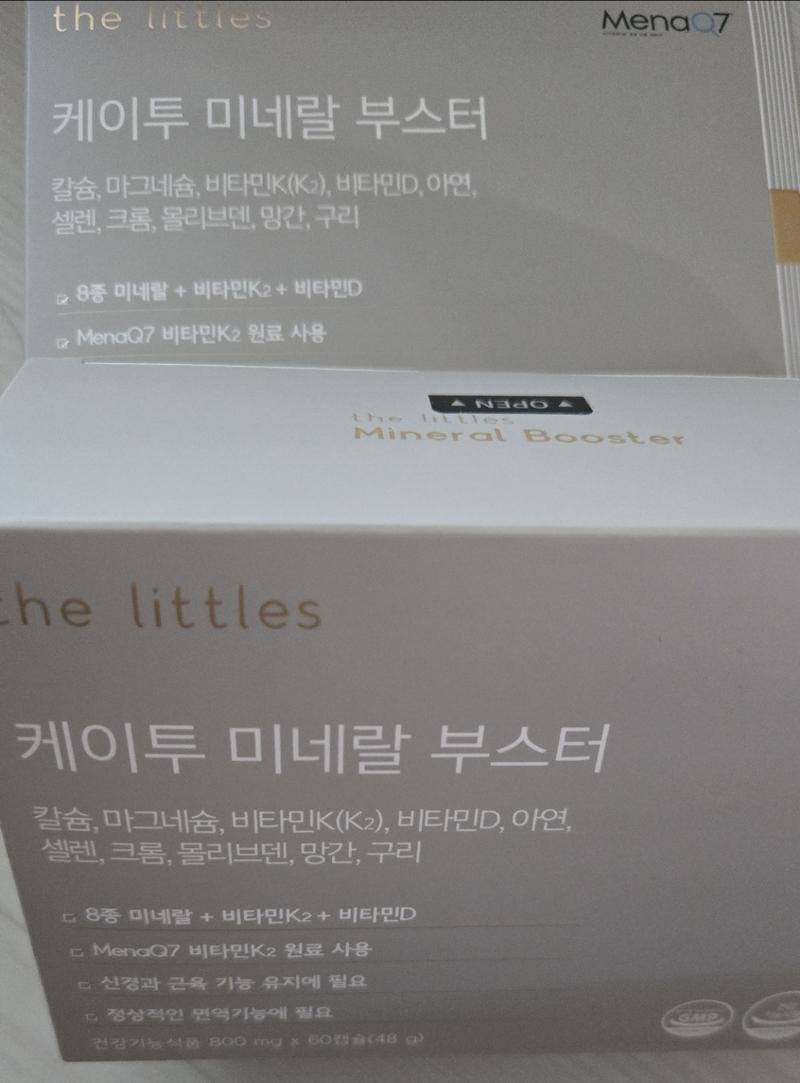 the littles
MenaQ7
케이투 미네랄 부스터
칼슘, 마그네슘, 비타민K(K2), 비타민D, 아연,
셀렌, 크롬, 몰리브덴, 망간, 구리
8종 미네랄 + 비타민K2 + 비타민D
MenaQ7 비타민K2 원료 사용
▲ OPEN ▲
the littles
Mineral Booster
the littles
케이투 미네랄 부스터
칼슘, 마그네슘, 비타민K(K2), 비타민D, 아연,
셀렌, 크롬, 몰리브덴, 망간, 구리
8종 미네랄 + 비타민K2 + 비타민D
MenaQ7 비타민K2 원료 사용
신경과 근육 기능 유지에 필요
정상적인 면역기능에 필요
건강기능식품 800 mg x 60캡슐(48 g)
GMP